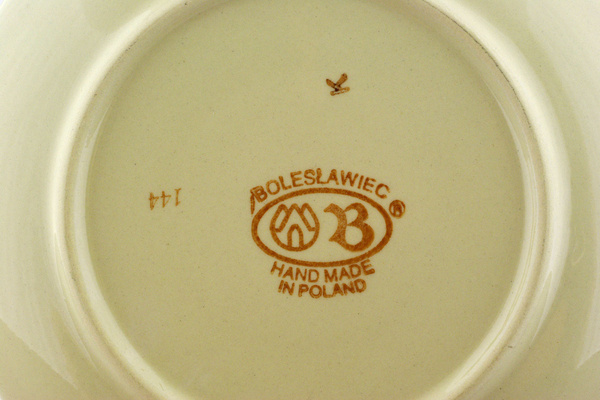 BOLESŁAWIEC ®
B
HAND MADE
IN POLAND
144